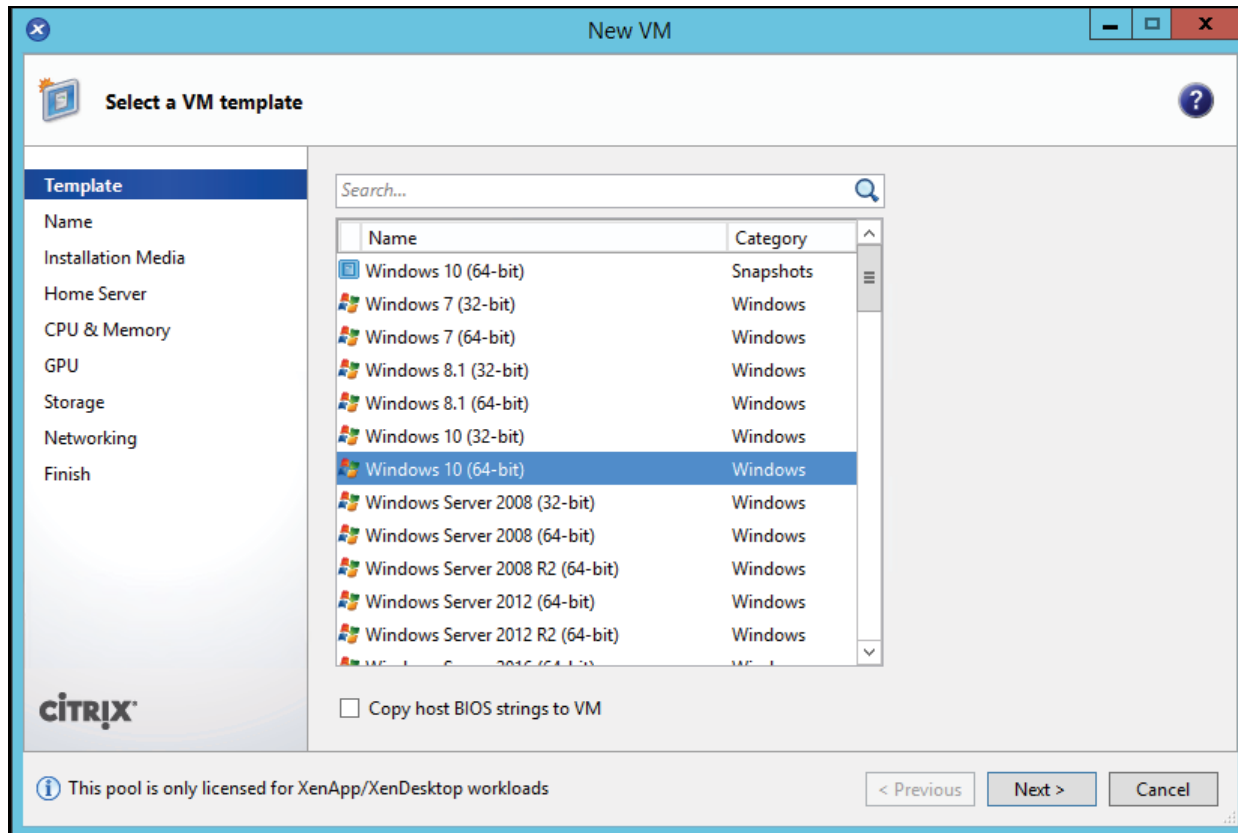 New VM
Select a VM template
Template
Name
Installation Media
Home Server
CPU & Memory
GPU
Storage
Networking
Finish
Search...
Name Category
Windows 10 (64-bit) Snapshots
Windows 7 (32-bit) Windows
Windows 7 (64-bit) Windows
Windows 8.1 (32-bit) Windows
Windows 8.1 (64-bit) Windows
Windows 10 (32-bit) Windows
Windows 10 (64-bit) Windows
Windows Server 2008 (32-bit) Windows
Windows Server 2008 (64-bit) Windows
Windows Server 2008 R2 (64-bit) Windows
Windows Server 2012 (64-bit) Windows
Windows Server 2012 R2 (64-bit) Windows
Copy host BIOS strings to VM
CİTRIX
This pool is only licensed for XenApp/XenDesktop workloads
< Previous Next > Cancel